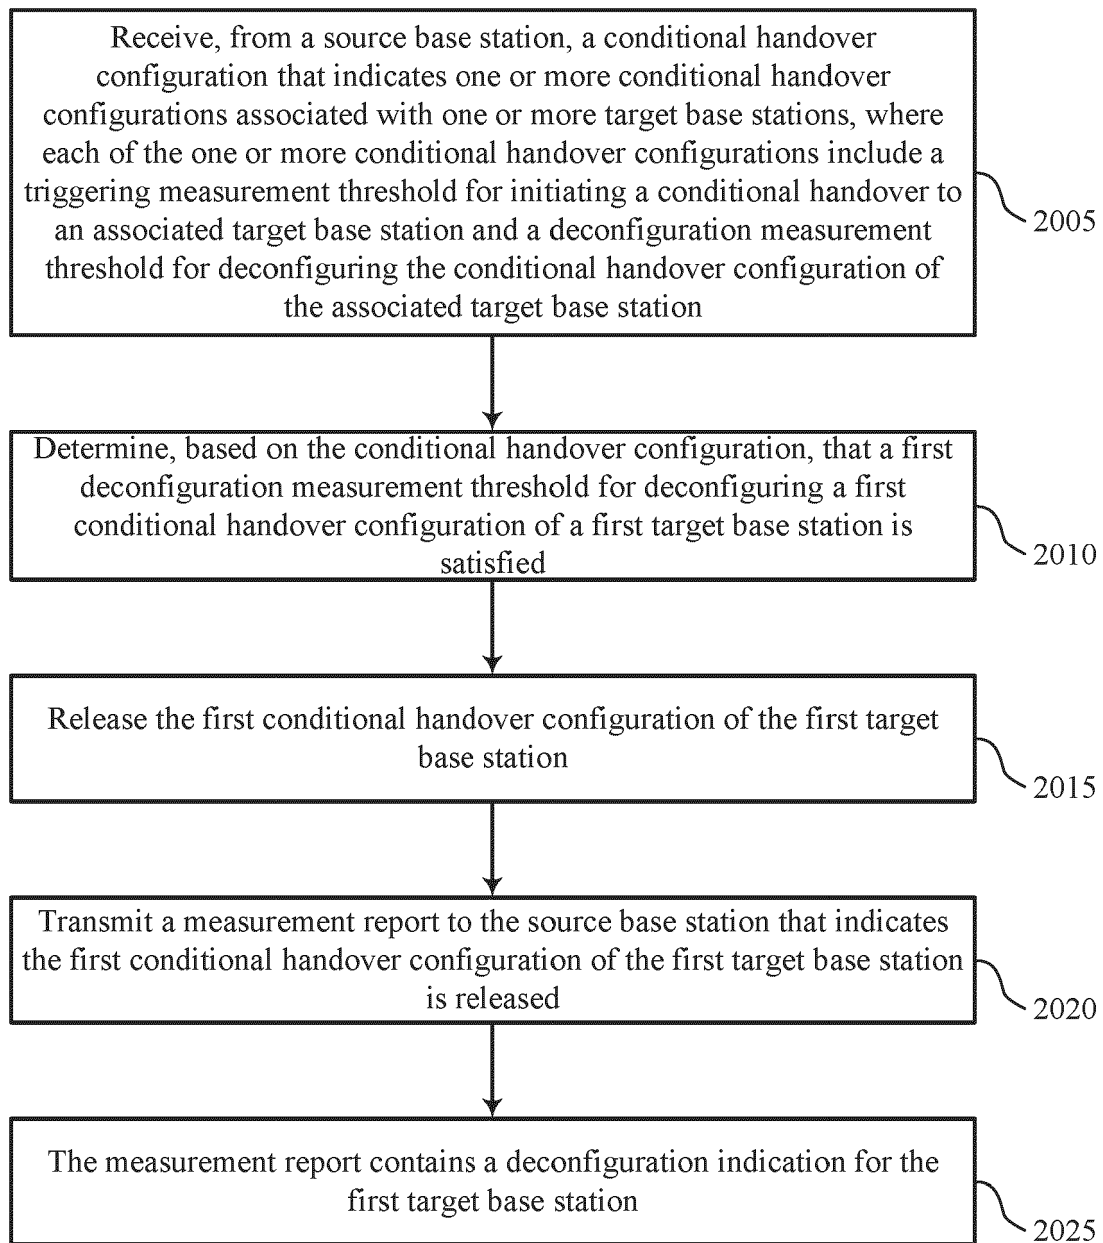 Receive, from a source base station, a conditional handover
configuration that indicates one or more conditional handover
configurations associated with one or more target base stations, where
each of the one or more conditional handover configurations include a
triggering measurement threshold for initiating a conditional handover to
an associated target base station and a deconfiguration measurement
threshold for deconfiguring the conditional handover configuration of
the associated target base station
2005
Determine, based on the conditional handover configuration, that a first
deconfiguration measurement threshold for deconfiguring a first
conditional handover configuration of a first target base station is
satisfied
2010
Release the first conditional handover configuration of the first target
base station
2015
Transmit a measurement report to the source base station that indicates
the first conditional handover configuration of the first target base station
is released
2020
The measurement report contains a deconfiguration indication for the
first target base station
2025